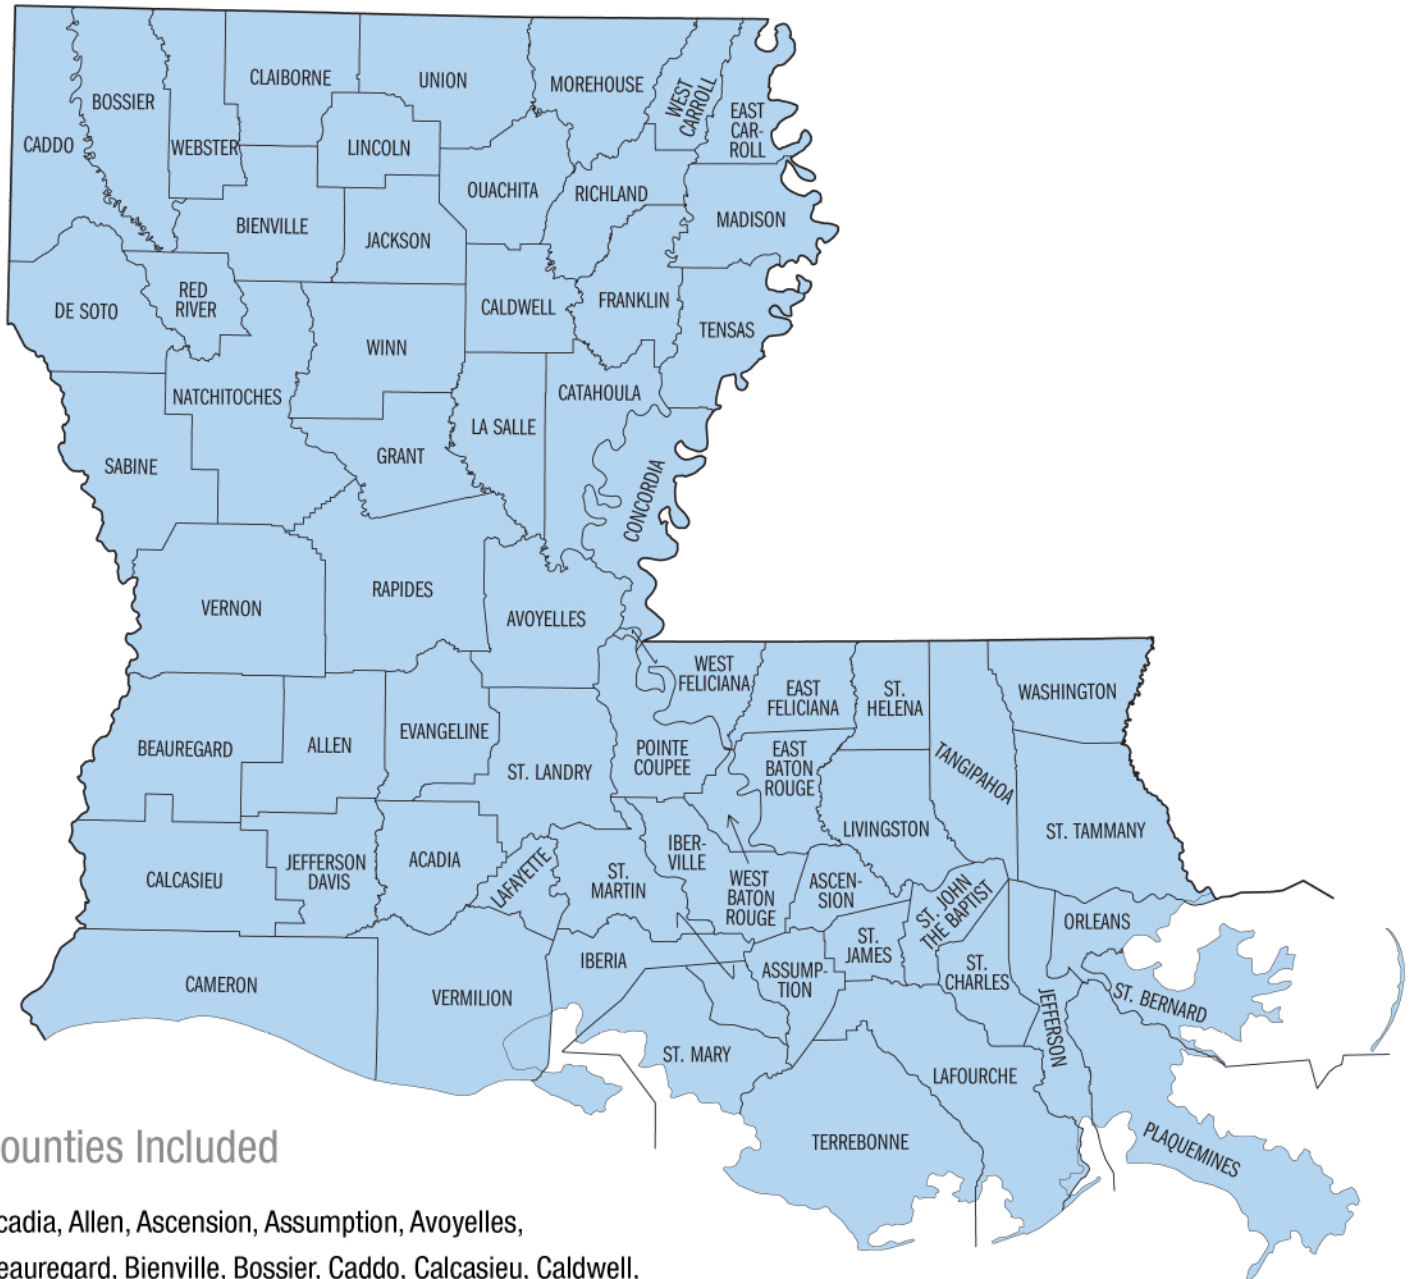 CLAIBORNE
UNION
MOREHOUSE
WEST
CARROLL
BOSSIER
EAST
CAR-
ROLL
CADDO
WEBSTER
LINCOLN
OUACHITA
RICHLAND
MADISON
BIENVILLE
JACKSON
RED
RIVER
DE SOTO
CALDWELL
FRANKLIN
TENSAS
WINN
NATCHITOCHES
CATAHOULA
LA SALLE
GRANT
SABINE
CONCORDIA
RAPIDES
VERNON
AVOYELLES
WEST
FELICIANA
EAST
FELICIANA
ST.
HELENA
WASHINGTON
BEAUREGARD
ALLEN
EVANGELINE
ST. LANDRY
POINTE
COUPEE
EAST
BATON
ROUGE
TANGIPAHOA
LIVINGSTON
ST. TAMMANY
CALCASIEU
JEFFERSON
DAVIS
ACADIA
LAFAYETTE
ST.
MARTIN
IBER-
VILLE
WEST
BATON
ROUGE
ASCEN-
SION
ST. JOHN
THE BAPTIST
ORLEANS
CAMERON
VERMILION
IBERIA
ASSUMP-
TION
ST.
JAMES
ST.
CHARLES
JEFFERSON
ST. BERNARD
ST. MARY
LAFOURCHE
TERREBONNE
PLAQUEMINES
ounties Included
cadia, Allen, Ascension, Assumption, Avoyelles,
eauregard, Bienville, Bossier, Caddo, Calcasieu, Caldwell,